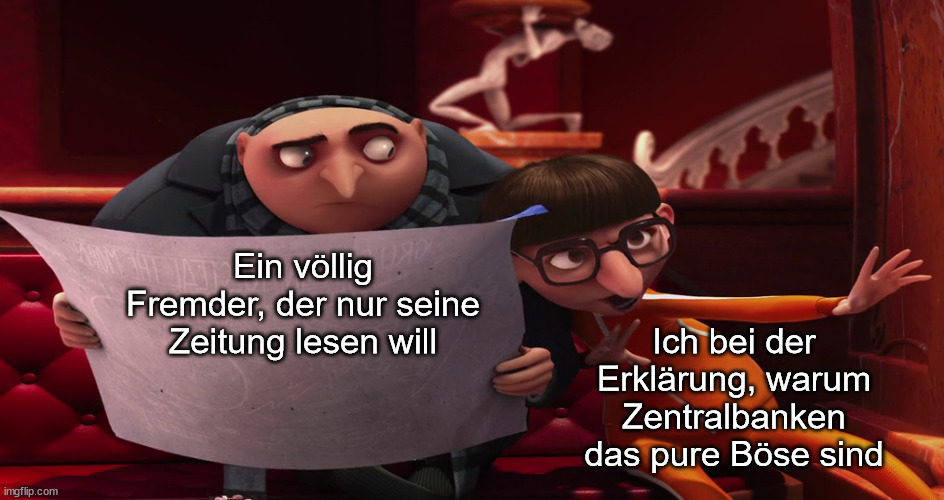 Ein völlig
Fremder, der nur seine
Zeitung lesen will
Ich bei der
Erklärung, warum
Zentralbanken
das pure Böse sind
imgflip.com